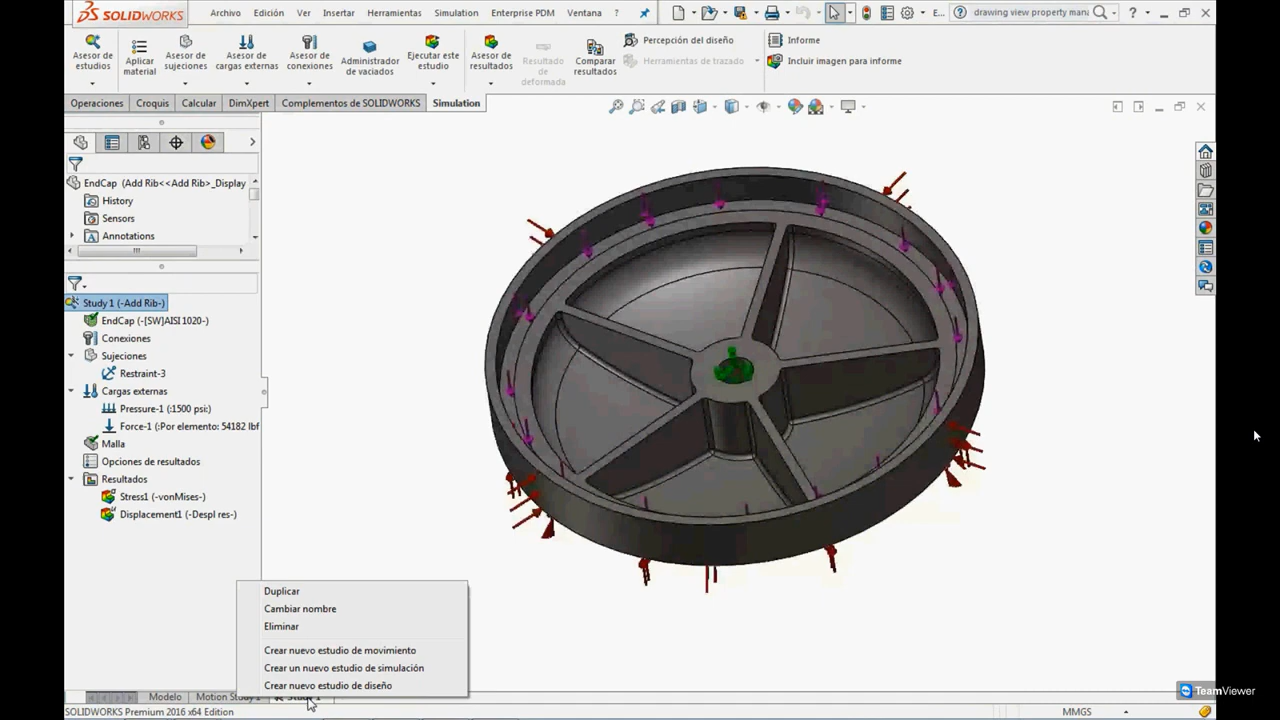 SOLIDWORKS
Archivo Edición Ver Insertar Herramientas Simulation Enterprise PDM Ventana ?
E...
drawing view property mana
?
Asesor de estudios
Aplicar material
Asesor de sujeciones
Asesor de cargas externas
Asesor de conexiones
Administrador de vaciados
Ejecutar este estudio
Asesor de resultados
Resultado de deformada
Comparar resultados
Percepción del diseño
Herramientas de trazado
Informe
Incluir imagen para informe
Operaciones Croquis Calcular DimXpert Complementos de SOLIDWORKS Simulation
EndCap (Add Rib<<Add Rib>_Display
History
Sensors
Annotations
Study 1 (-Add Rib-)
EndCap (-[SW]AISI 1020-)
Conexiones
Sujeciones
Restraint-3
Cargas externas
Pressure-1 (:1500 psi:)
Force-1 (:Por elemento: 54182 lbf
Malla
Opciones de resultados
Resultados
Stress1 (-vonMises-)
Displacement1 (-Despl res-)
Duplicar
Cambiar nombre
Eliminar
Crear nuevo estudio de movimiento
Crear un nuevo estudio de simulación
Crear nuevo estudio de diseño
Modelo Motion Study 1 Study 1
SOLIDWORKS Premium 2016 x64 Edition
MMGS
TeamViewer